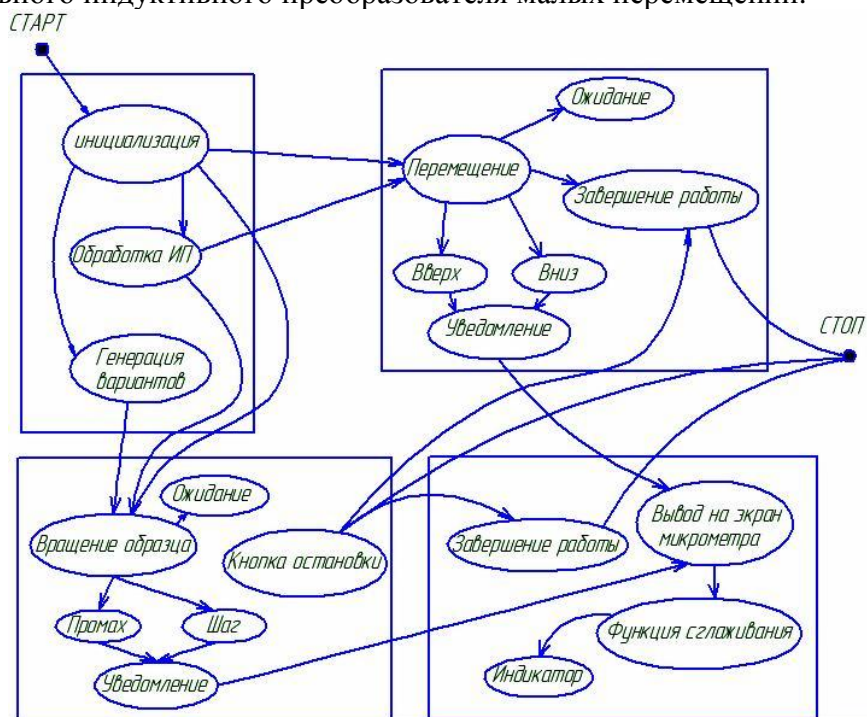 вного индуктивного преобразователя малых перемещений.
СТАРТ
инициализация
Обработка ИП
Генерация
вариантов
Ожидание
Перемещение
Завершение работы
Вверх
Вниз
Уведомление
СТОП
Ожидание
Вращение образца
Кнопка остановки
Промах
Шаг
Уведомление
Завершение работы
Вывод на экран
микрометра
Функция сглаживания
Индикатор